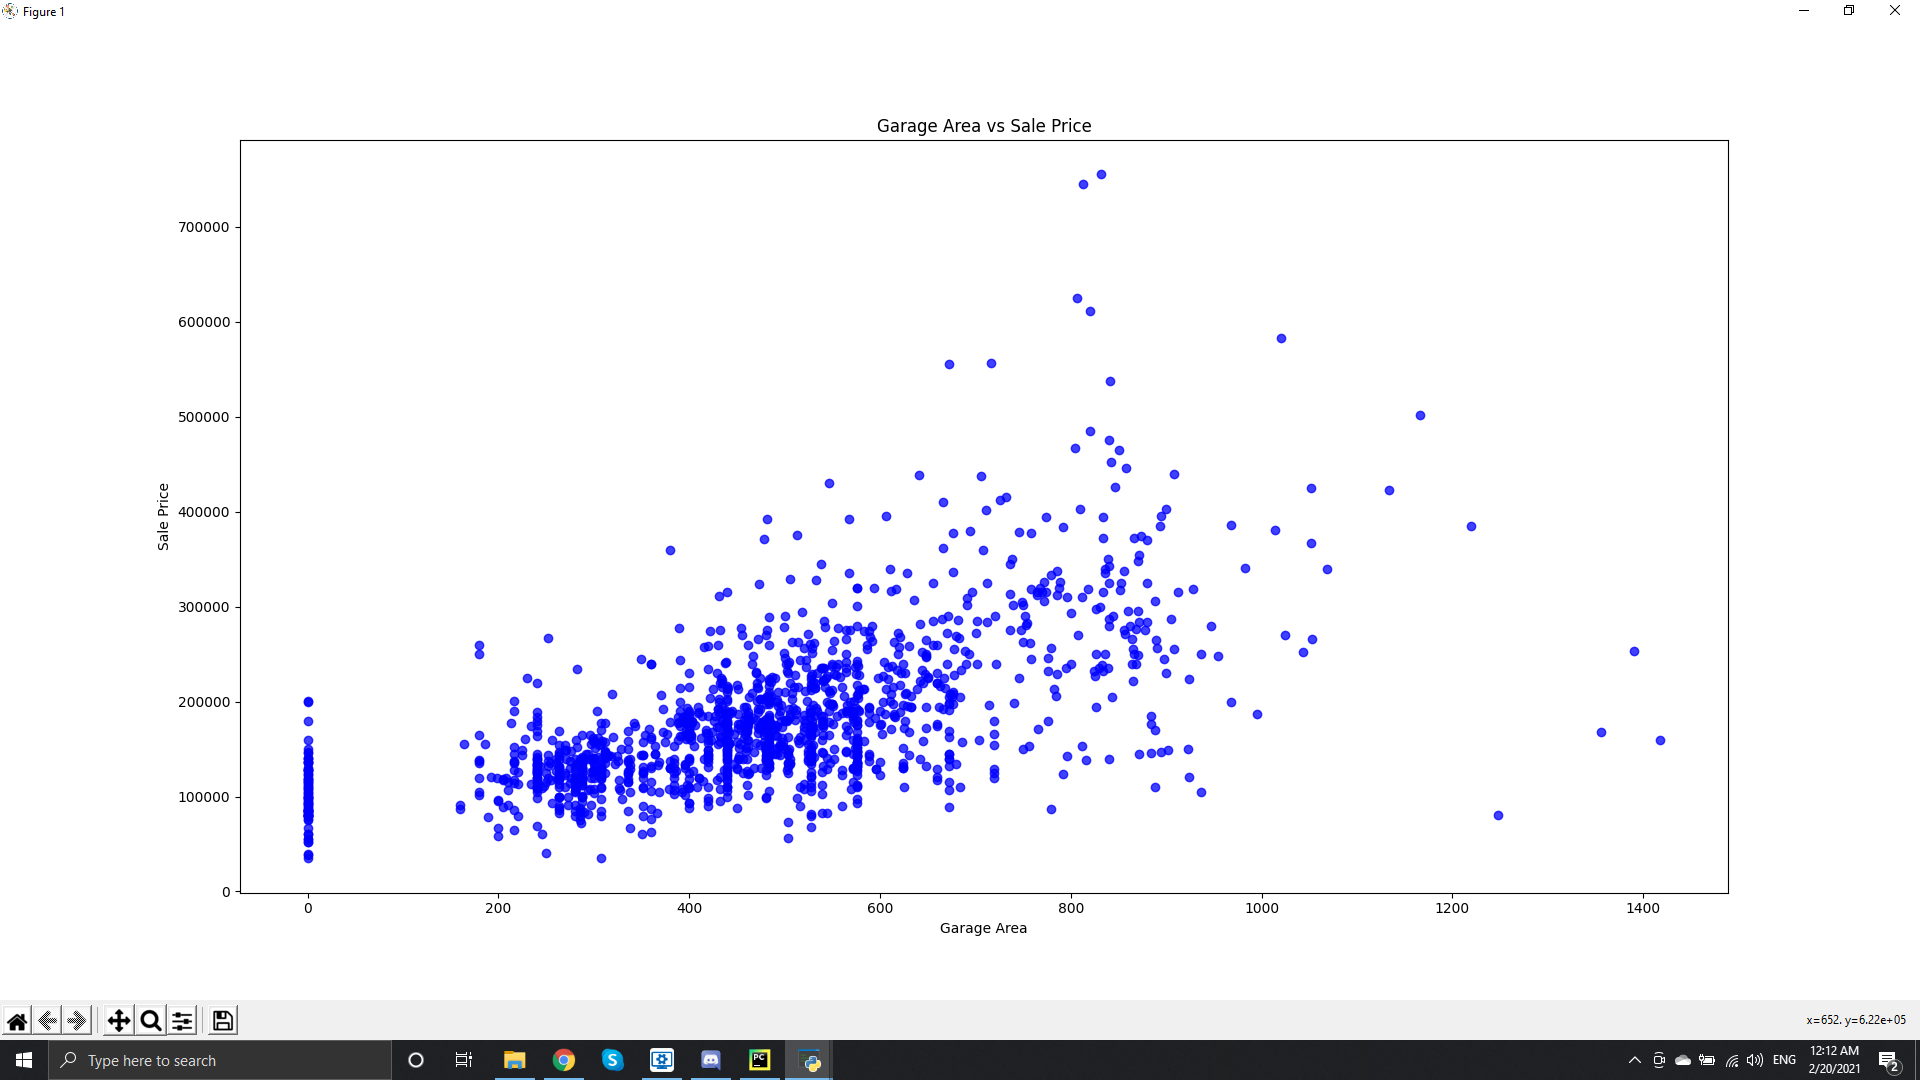 Figure 1
Garage Area vs Sale Price
700000
600000
500000
400000
300000
200000
100000
0
Sale Price
0 200 400 600 800 1000 1200 1400
Garage Area
x=652. y=6.22e+05
Type here to search
S
PC
ENG
12:12 AM
2/20/2021
2